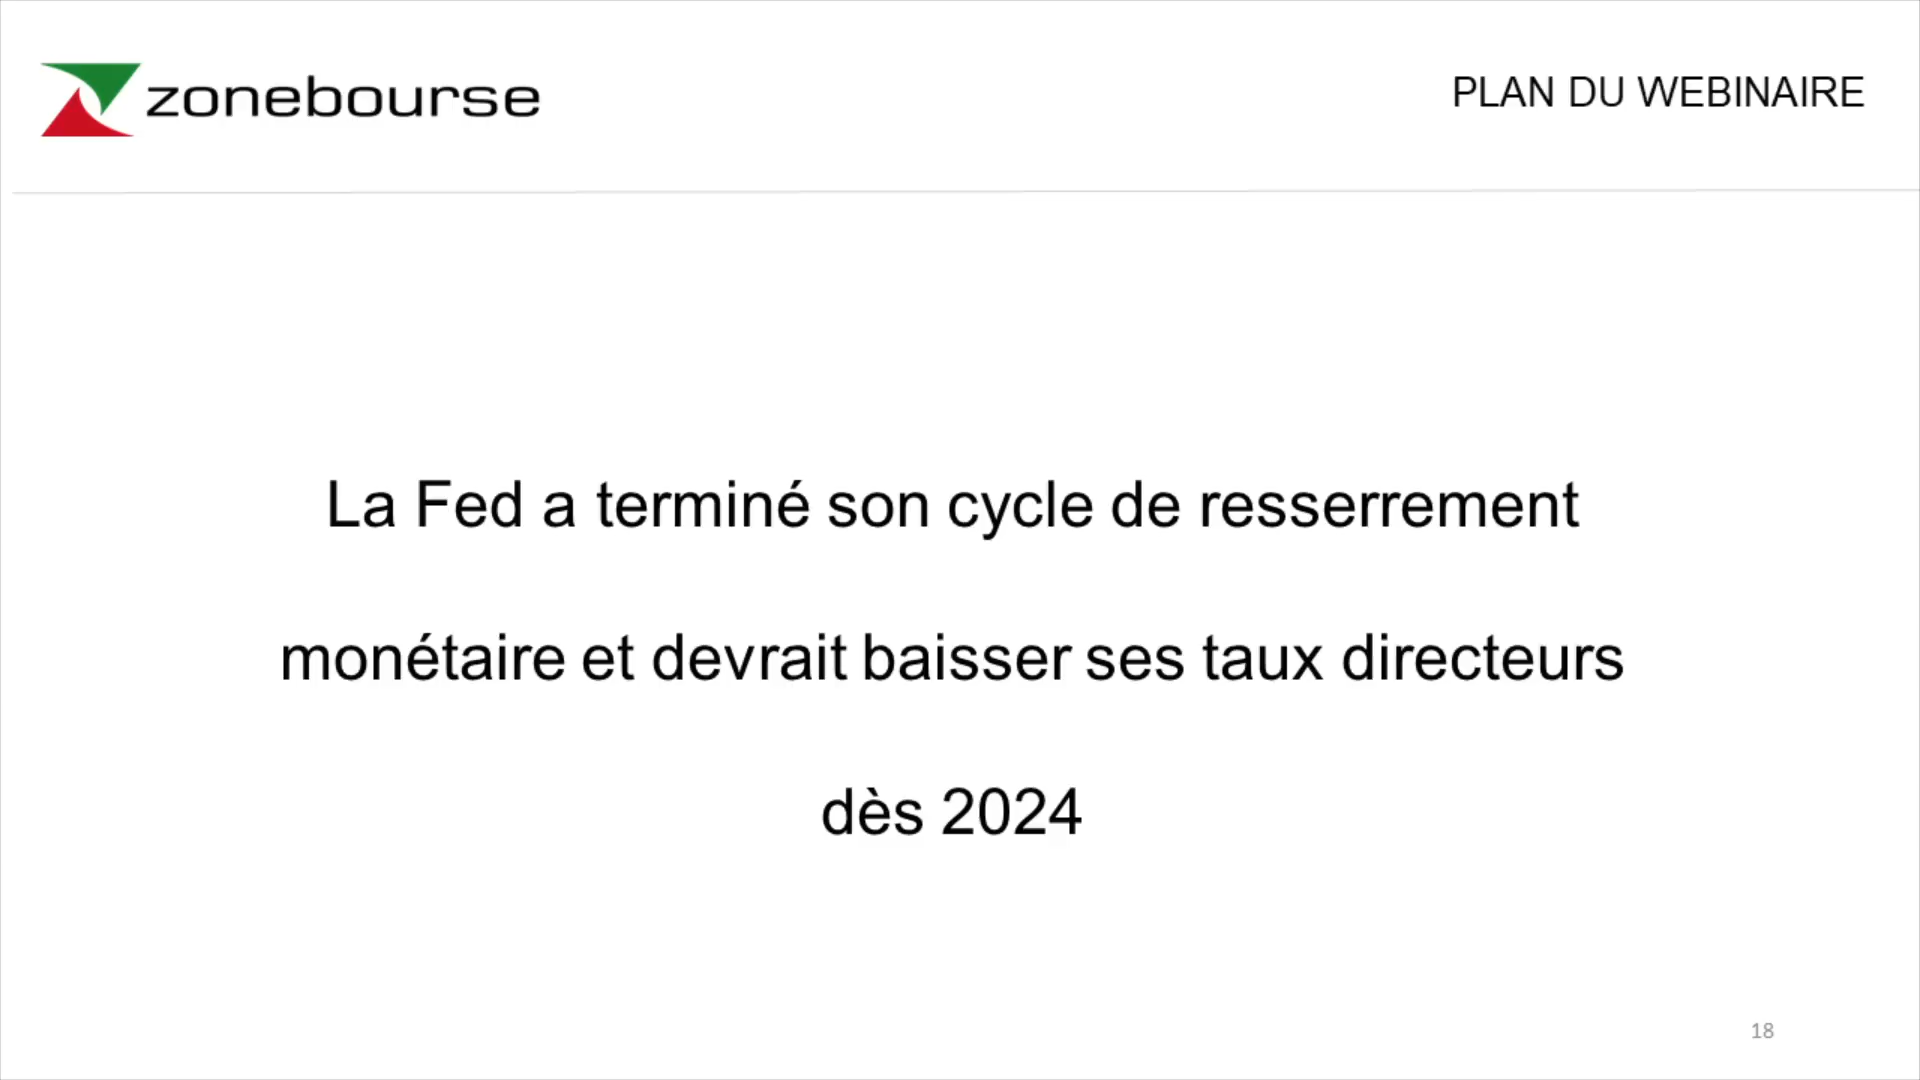 zonebourse
PLAN DU WEBINAIRE
La Fed a terminé son cycle de resserrement
monétaire et devrait baisser ses taux directeurs
dès 2024
18